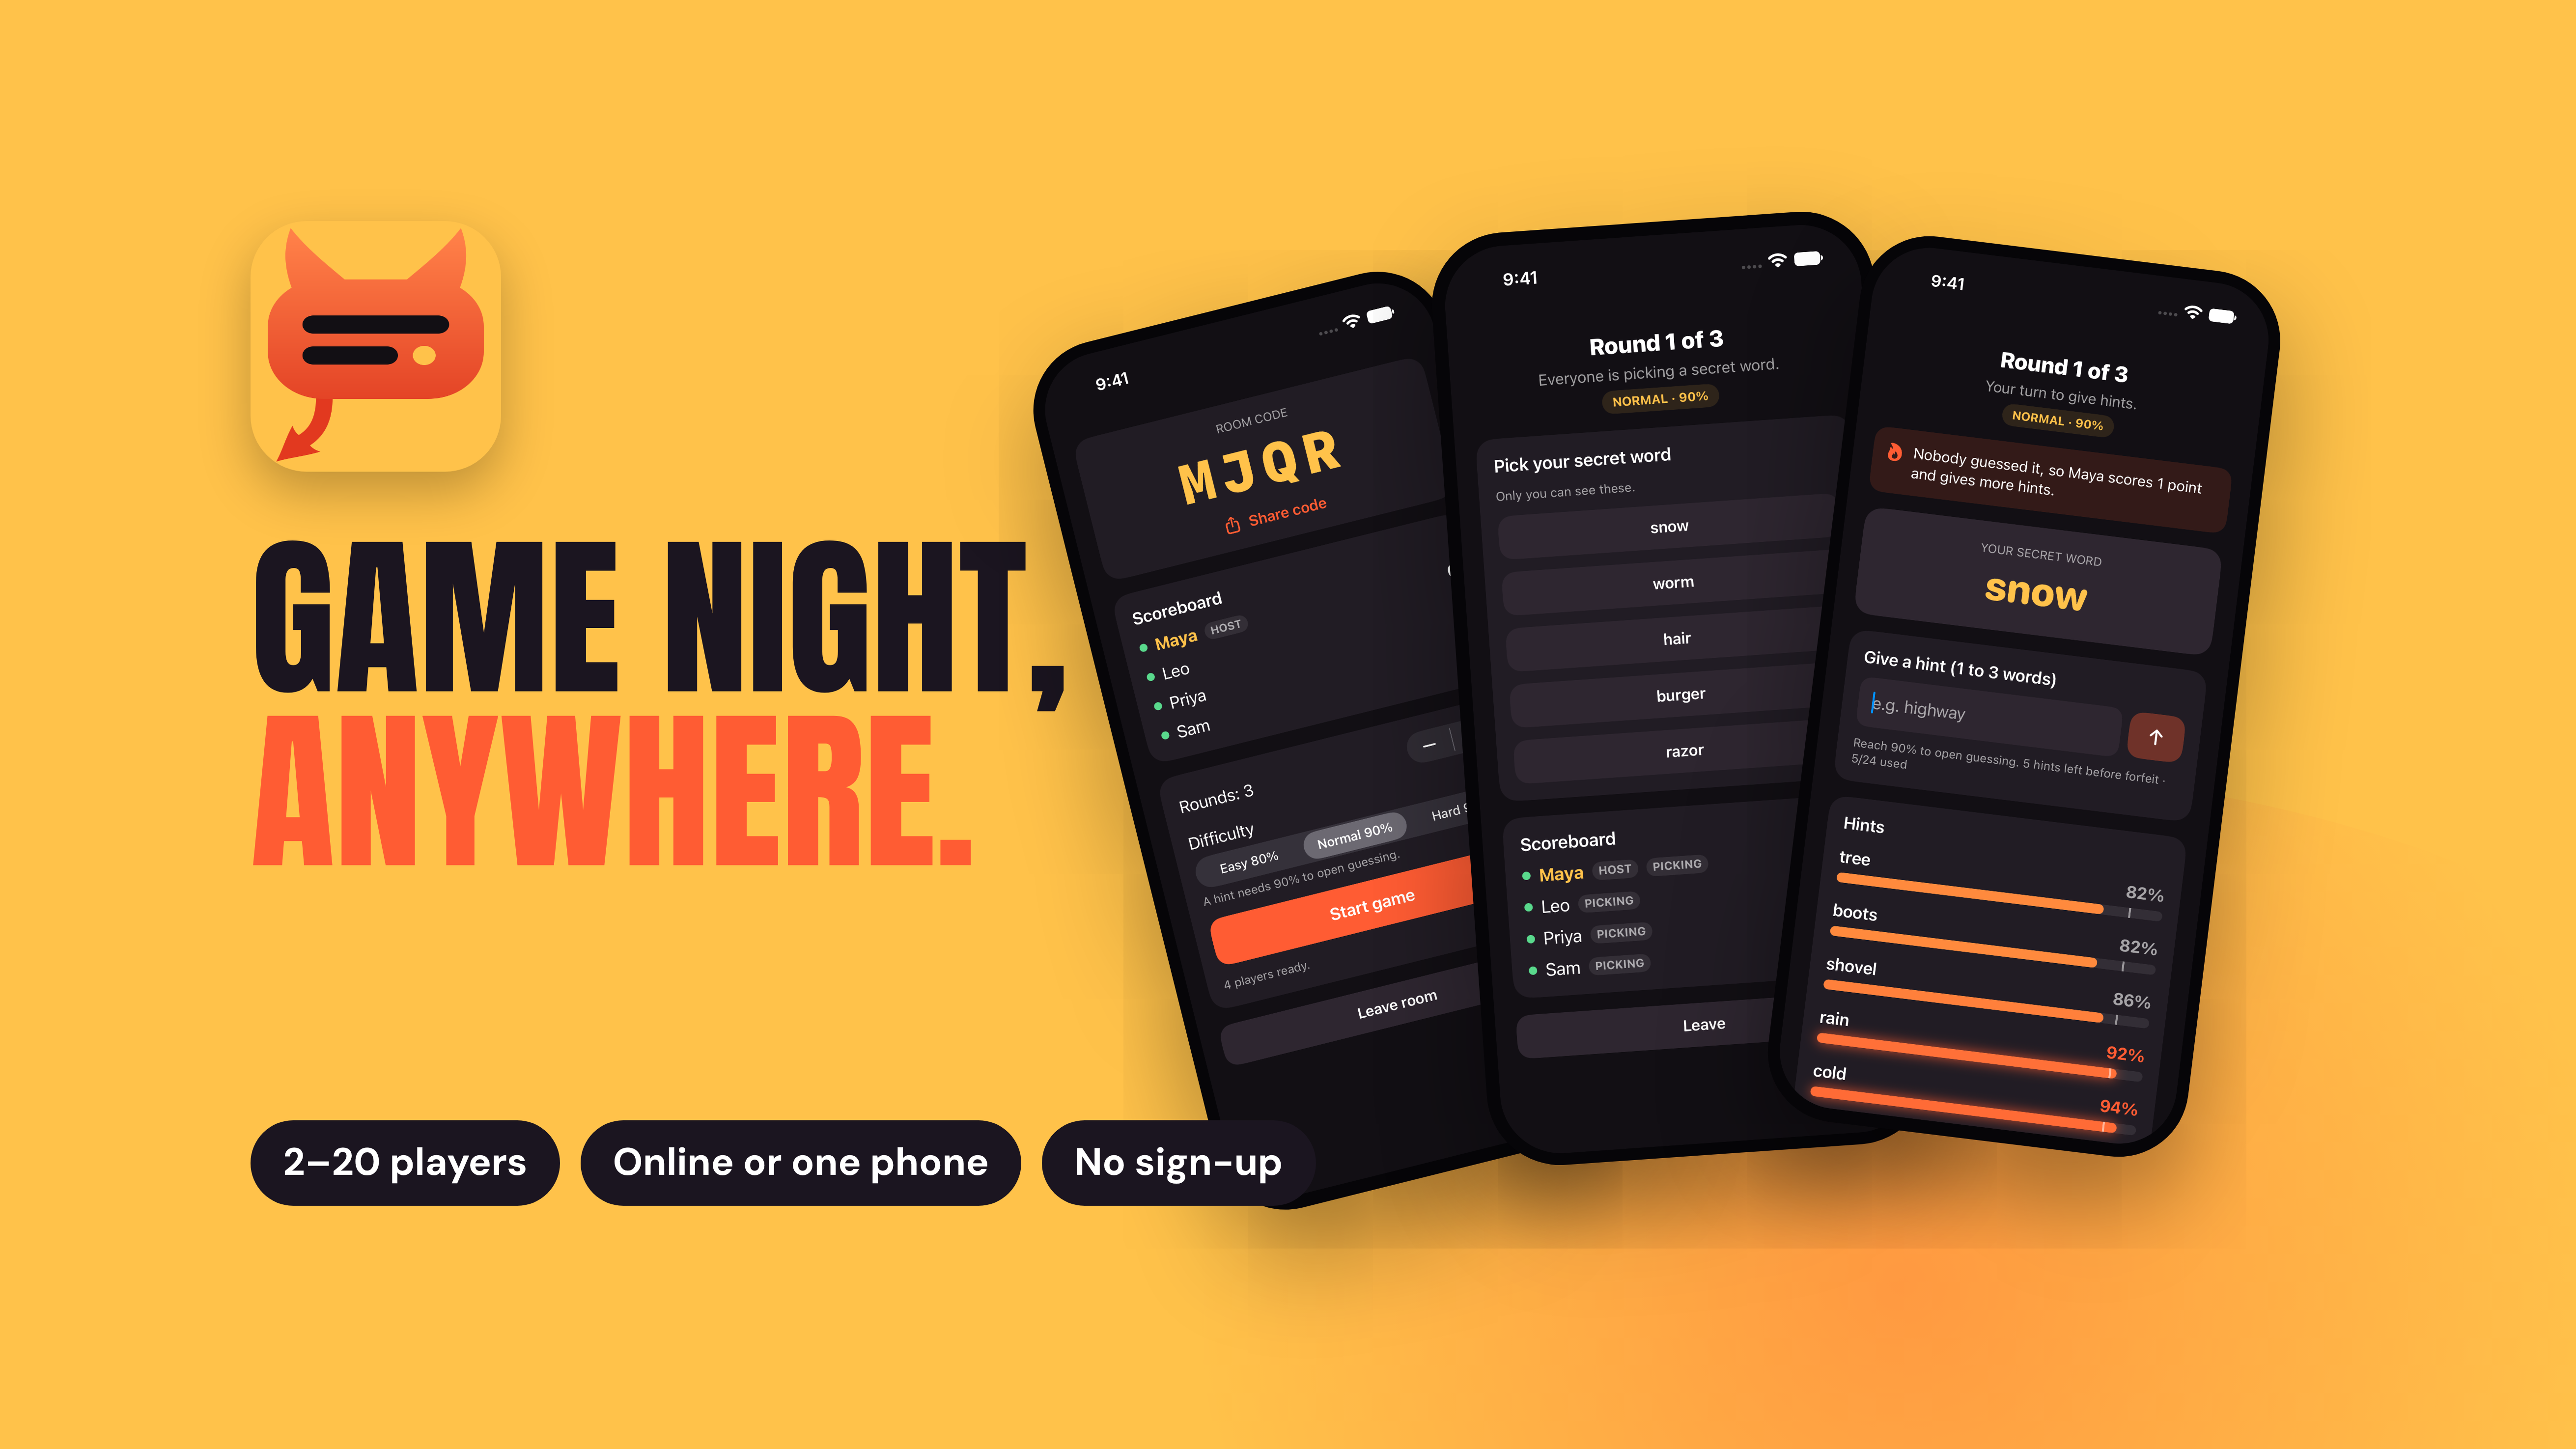 GAME NIGHT,
ANYWHERE.
2–20 players
Online or one phone
No sign-up
9:41
ROOM CODE
MJQR
Share code
Scoreboard
Maya HOST
Leo
Priya
Sam
Rounds: 3
−
Difficulty
Easy 80% Normal 90% Hard
A hint needs 90% to open guessing.
Start game
4 players ready.
Leave room
9:41
Round 1 of 3
Everyone is picking a secret word.
NORMAL · 90%
Pick your secret word
Only you can see these.
snow
worm
hair
burger
razor
Scoreboard
Maya HOST PICKING
Leo PICKING
Priya PICKING
Sam PICKING
Leave
9:41
Round 1 of 3
Your turn to give hints.
NORMAL · 90%
Nobody guessed it, so Maya scores 1 point
and gives more hints.
YOUR SECRET WORD
snow
Give a hint (1 to 3 words)
e.g. highway
Reach 90% to open guessing. 5 hints left before forfeit ·
5/24 used
Hints
tree
82%
boots
82%
shovel
86%
rain
92%
cold
94%